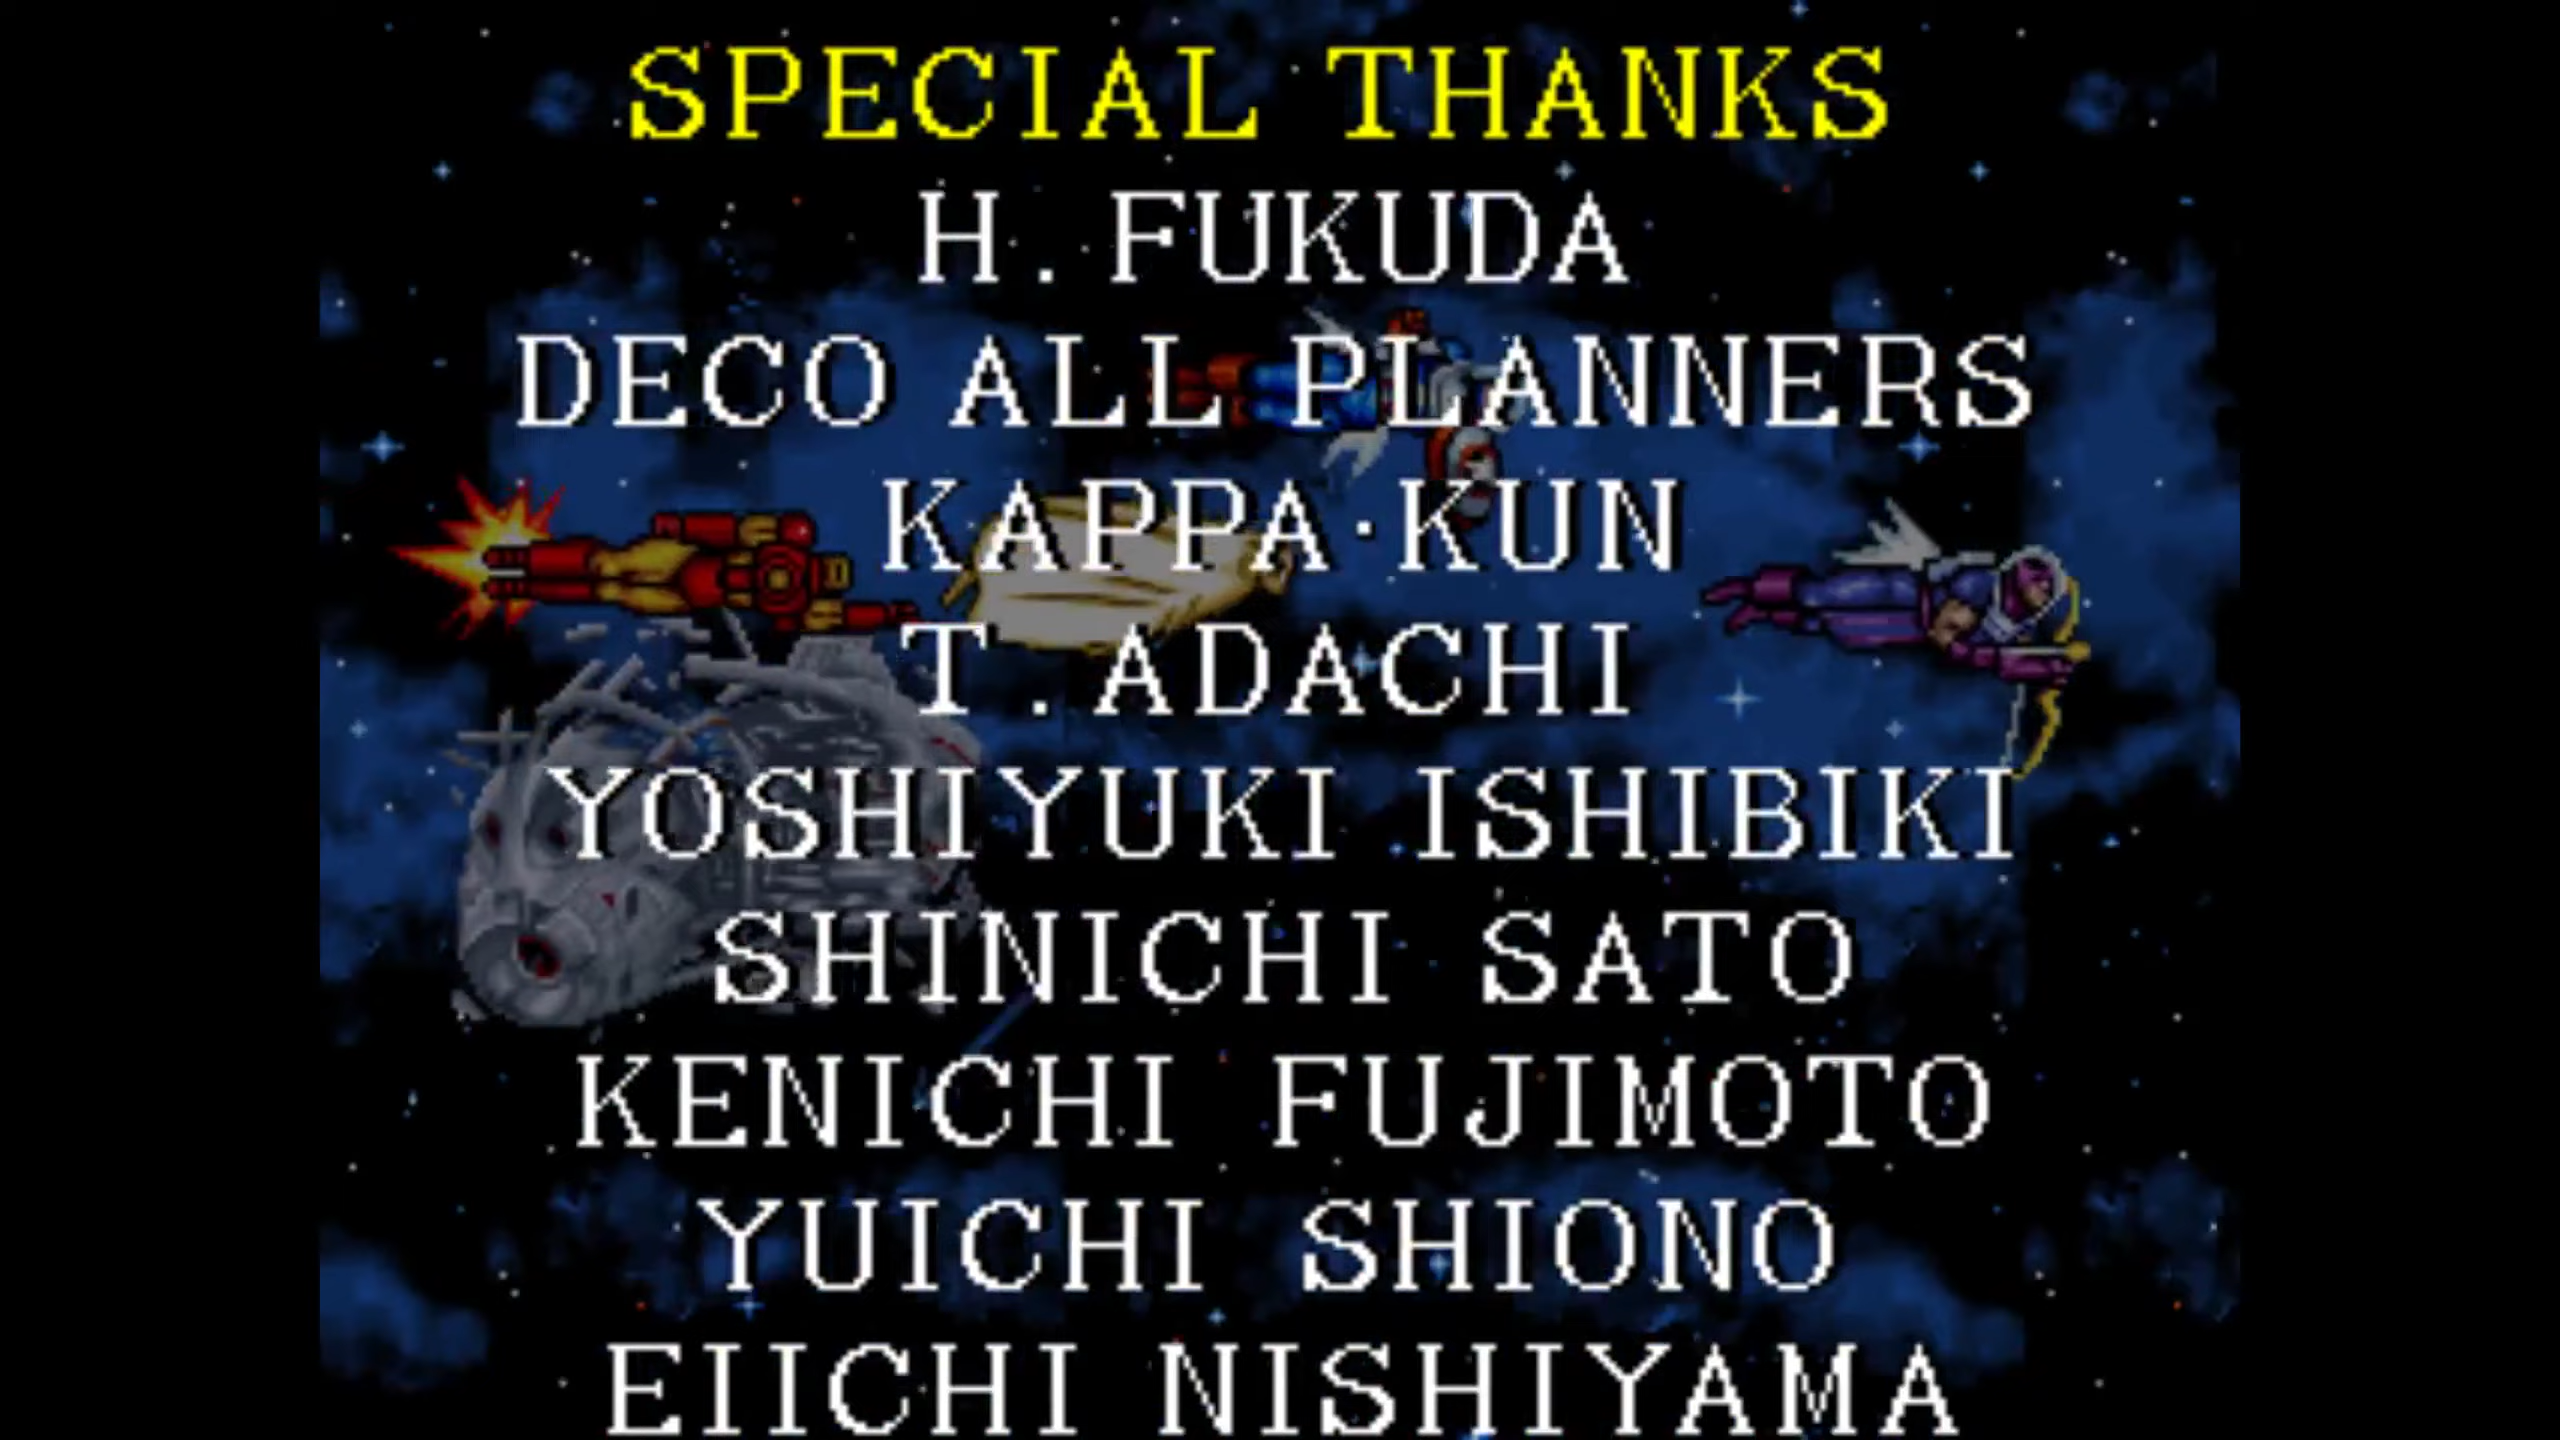 SPECIAL THANKS
H.FUKUDA
DECO ALL PLANNERS
KAPPA·KUN
T.ADACHI
YOSHIYUKI ISHIBIKI
SHINICHI SATO
KENICHI FUJIMOTO
YUICHI SHIONO
EIICHI NISHIYAMA